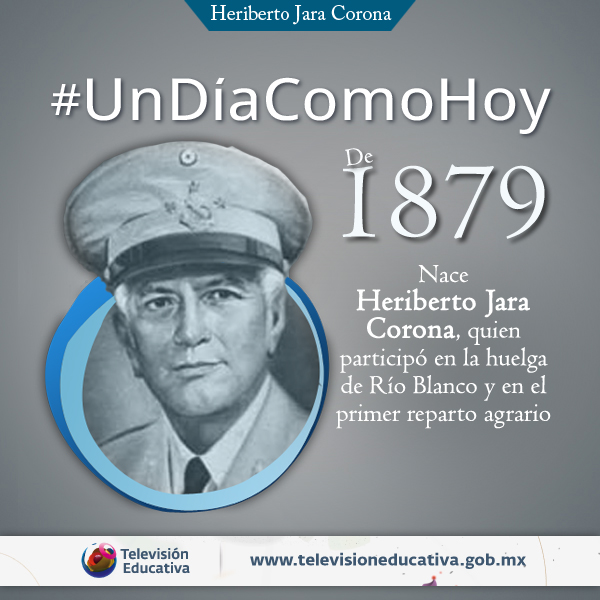 Heriberto Jara Corona
#UnDíaComoHoy
De
1879
Nace
Heriberto Jara
Corona, quien
participó en la huelga
de Río Blanco y en el
primer reparto agrario
Televisión
Educativa
www.televisioneducativa.gob.mx